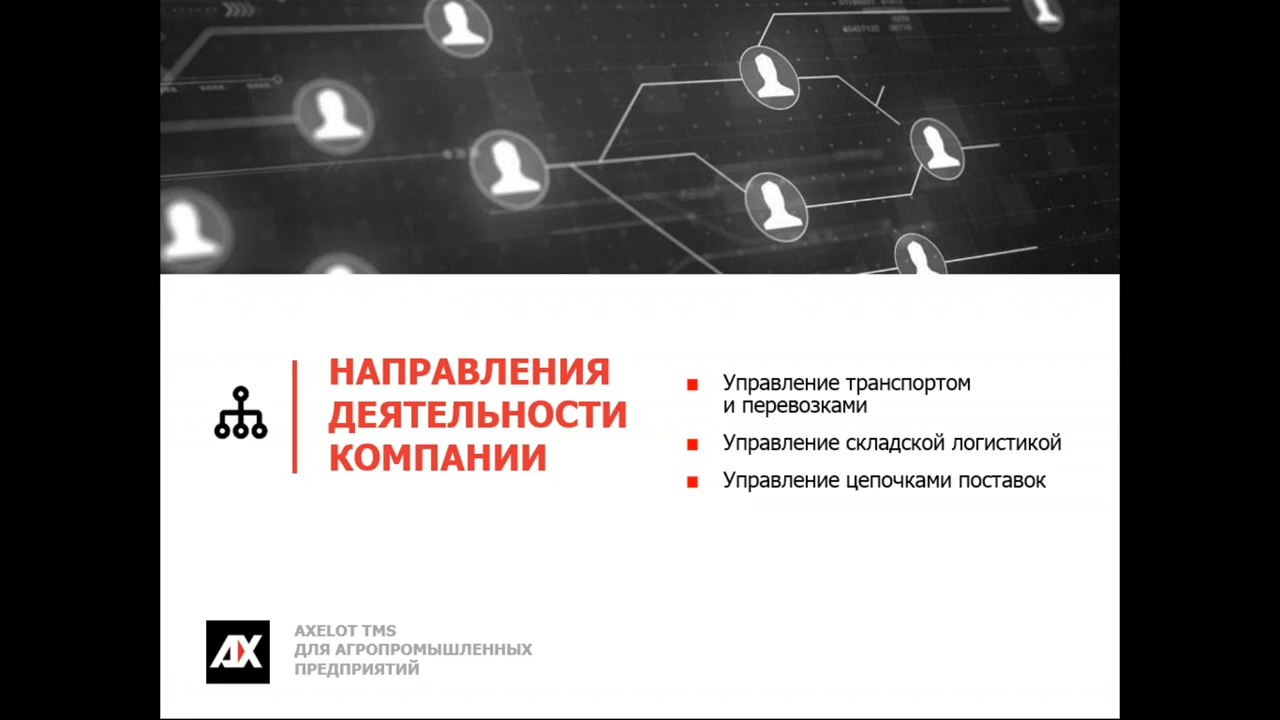 НАПРАВЛЕНИЯ
ДЕЯТЕЛЬНОСТИ
КОМПАНИИ
Управление транспортом
и перевозками
Управление складской логистикой
Управление цепочками поставок
AX
AXELOT TMS
ДЛЯ АГРОПРОМЫШЛЕННЫХ
ПРЕДПРИЯТИЙ